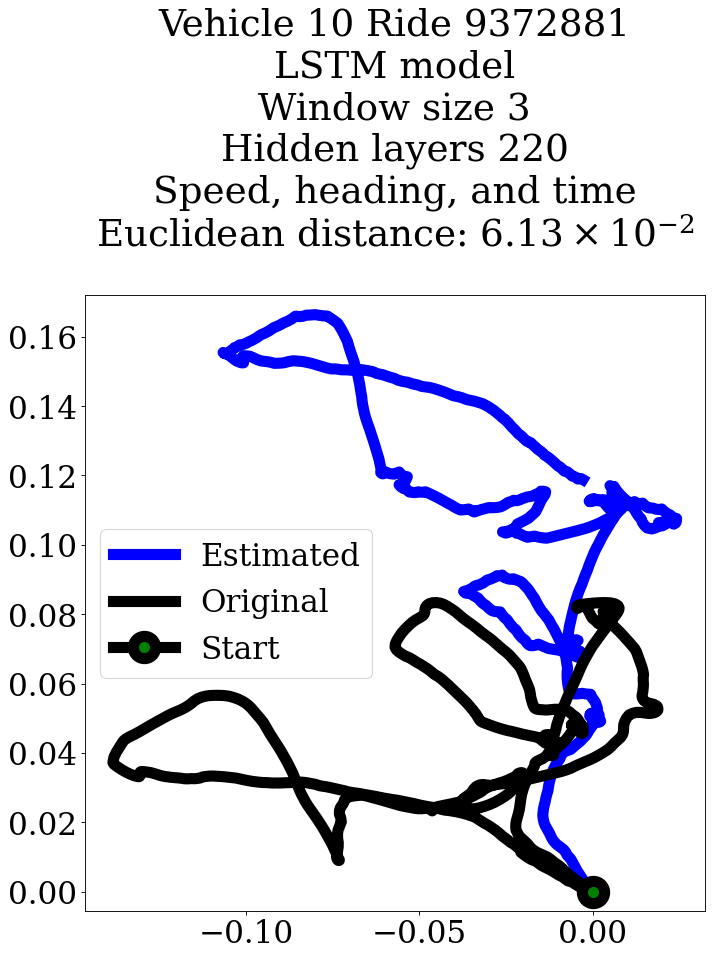 Vehicle 10 Ride 9372881
LSTM model
Window size 3
Hidden layers 220
Speed, heading, and time
Euclidean distance: 6.13 × 10⁻²
0.16
0.14
0.12
0.10
0.08
0.06
0.04
0.02
0.00
Estimated
Original
Start
−0.10
−0.05
0.00